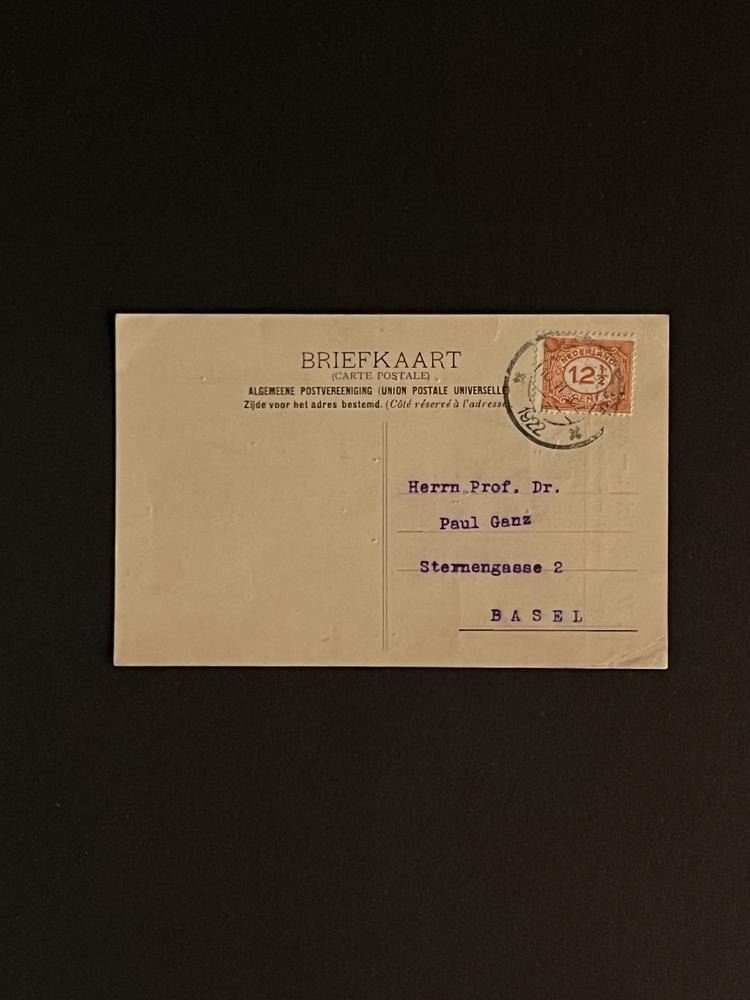 BRIEFKAART
(CARTE POSTALE)
ALGEMEENE POSTVEREENIGING (UNION POSTALE UNIVERSELLE
Zijde voor het adres bestemd. (Côté réservé à l'adresse
NEDERLAND
12½
CENT
1922
Herrn Prof. Dr.
Paul Ganz
Sternengasse 2
BASEL